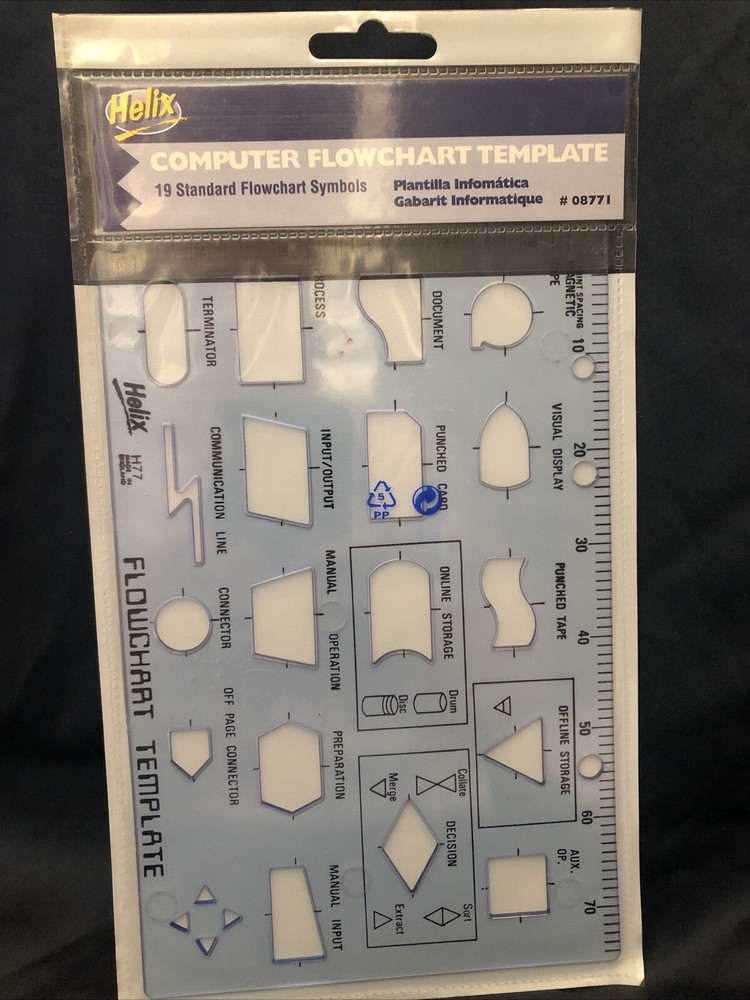 Helix
COMPUTER FLOWCHART TEMPLATE
19 Standard Flowchart Symbols
Plantilla Infomática
Gabarit Informatique
# 08771
MAGNETIC
10
20
30
40
50
60
70
VISUAL DISPLAY
PUNCHED TAPE
OFFLINE STORAGE
AUX.
OP.
DOCUMENT
PUNCHED CARD
ONLINE STORAGE
Drum
Disc
Collate
Merge
DECISION
Sort
Extract
5
PP
PROCESS
INPUT/OUTPUT
MANUAL OPERATION
PREPARATION
MANUAL INPUT
TERMINATOR
COMMUNICATION LINE
CONNECTOR
OFF PAGE CONNECTOR
Helix
H77
MADE IN
ENGLAND
FLOWCHART TEMPLATE